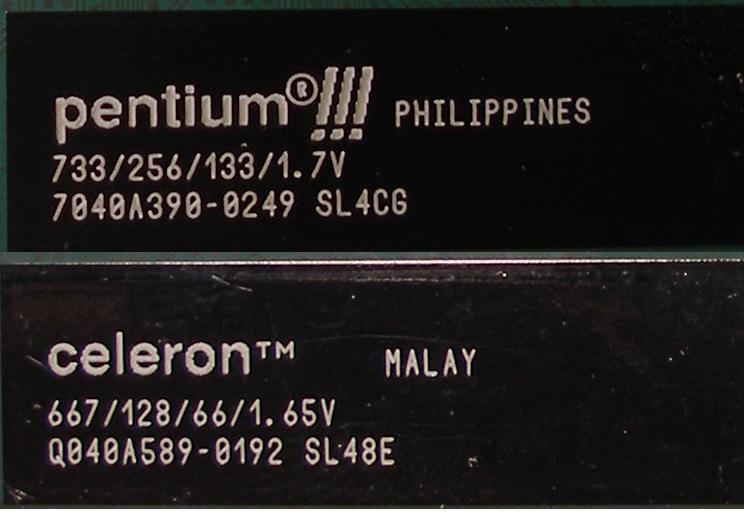 pentium®!!! PHILIPPINES
733/256/133/1.7V
7040A390-0249 SL4CG
celeron™ MALAY
667/128/66/1.65V
Q040A589-0192 SL48E